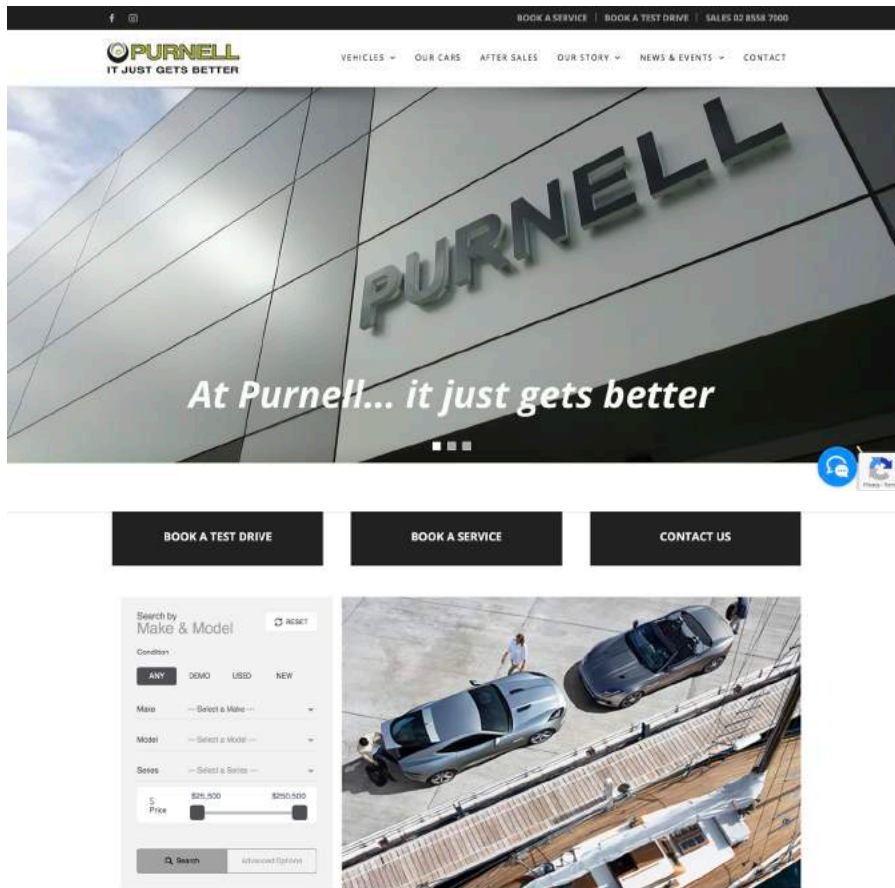 BOOK A SERVICE | BOOK A TEST DRIVE | SALES 02 8558 7000
PURNELL
IT JUST GETS BETTER
VEHICLES OUR CARS AFTER SALES OUR STORY NEWS & EVENTS CONTACT
PURNELL
At Purnell... it just gets better
Privacy - Terms
BOOK A TEST DRIVE BOOK A SERVICE CONTACT US
Search by
Make & Model
RESET
Condition
ANY DEMO USED NEW
Make --- Select a Make ---
Model --- Select a Model ---
Series --- Select a Series ---
$25,500 $250,500
$
Price
Search Advanced Options